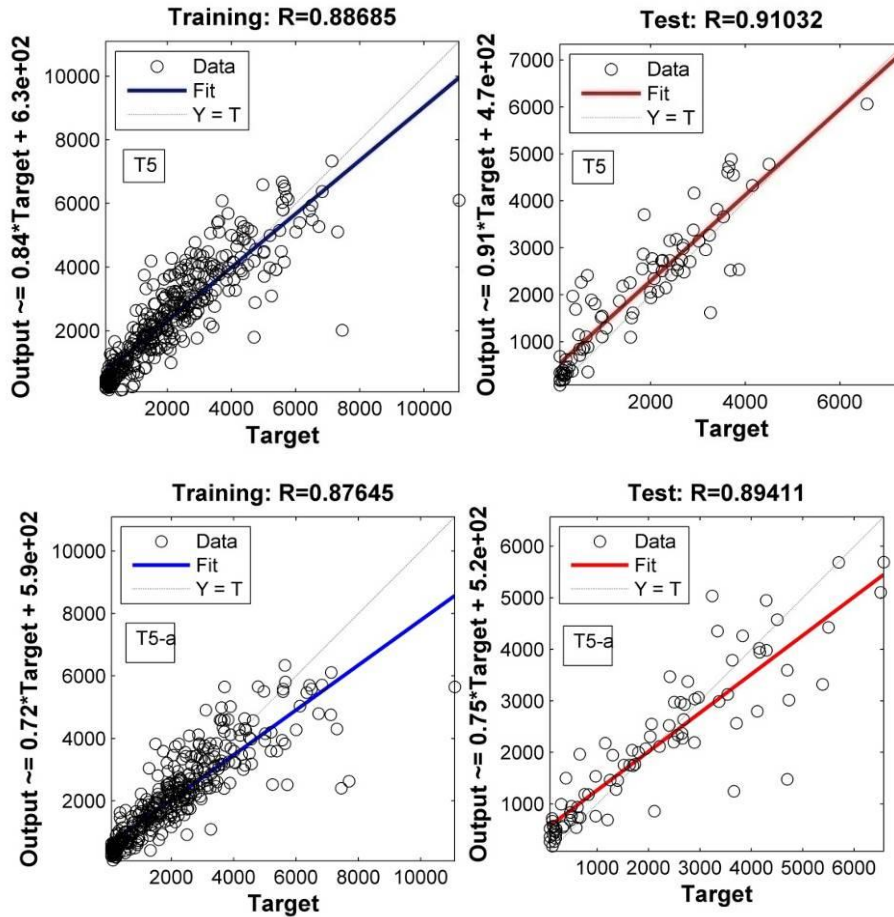 Training: R=0.88685
Output ~= 0.84*Target + 6.3e+02
10000
8000
6000
4000
2000
Data
Fit
Y = T
T5
2000 4000 6000 8000 10000
Target
Test: R=0.91032
Output ~= 0.91*Target + 4.7e+02
7000
6000
5000
4000
3000
2000
1000
Data
Fit
Y = T
T5
2000 4000 6000
Target
Training: R=0.87645
Output ~= 0.72*Target + 5.9e+02
10000
8000
6000
4000
2000
Data
Fit
Y = T
T5-a
2000 4000 6000 8000 10000
Target
Test: R=0.89411
Output ~= 0.75*Target + 5.2e+02
6000
5000
4000
3000
2000
1000
Data
Fit
Y = T
T5-a
1000 2000 3000 4000 5000 6000
Target